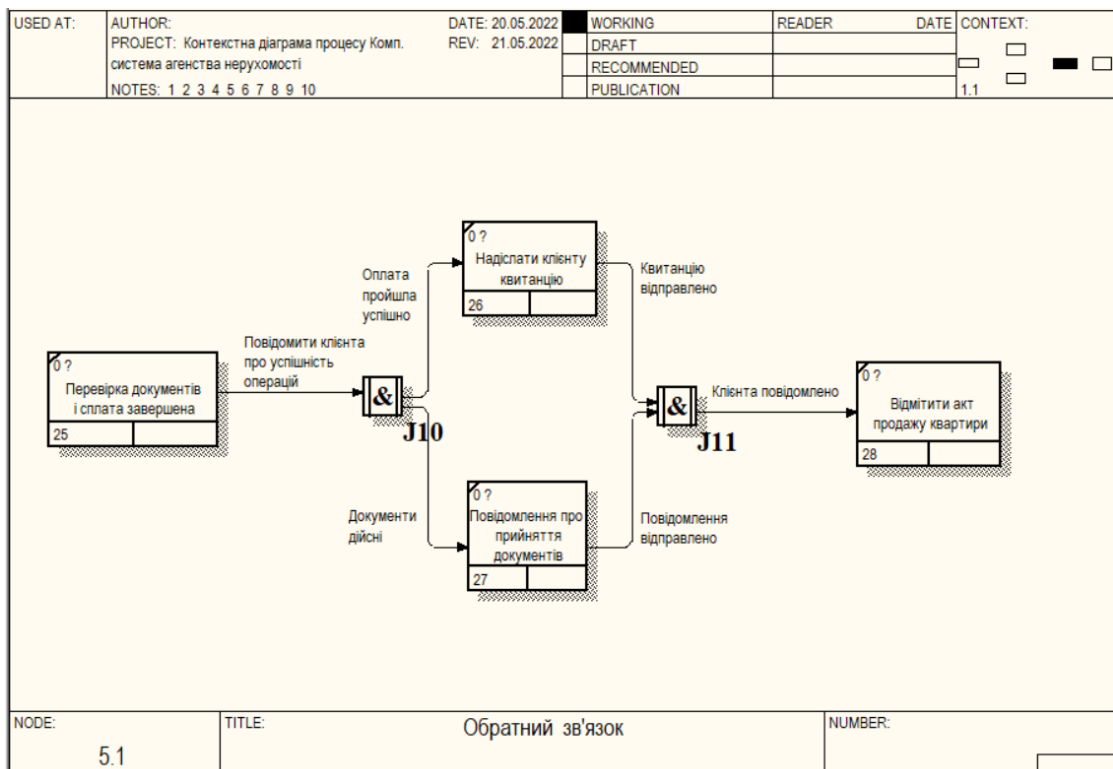 USED AT:
AUTHOR:
DATE: 20.05.2022
PROJECT: Контекстна діаграма процесу Комп.
система агенства нерухомості
REV: 21.05.2022
NOTES: 1 2 3 4 5 6 7 8 9 10
WORKING
DRAFT
RECOMMENDED
PUBLICATION
READER
DATE
CONTEXT:
1.1
0 ?
Надіслати клієнту
квитанцію
26
Оплата
пройшла
успішно
Квитанцію
відправлено
0 ?
Перевірка документів
і сплата завершена
25
Повідомити клієнта
про успішність
операцій
&
J10
&
J11
Клієнта повідомлено
0 ?
Відмітити акт
продажу квартири
28
Документи
дійсні
0 ?
Повідомлення про
прийняття
документів
27
Повідомлення
відправлено
NODE:
5.1
TITLE:
Обратний зв'язок
NUMBER: